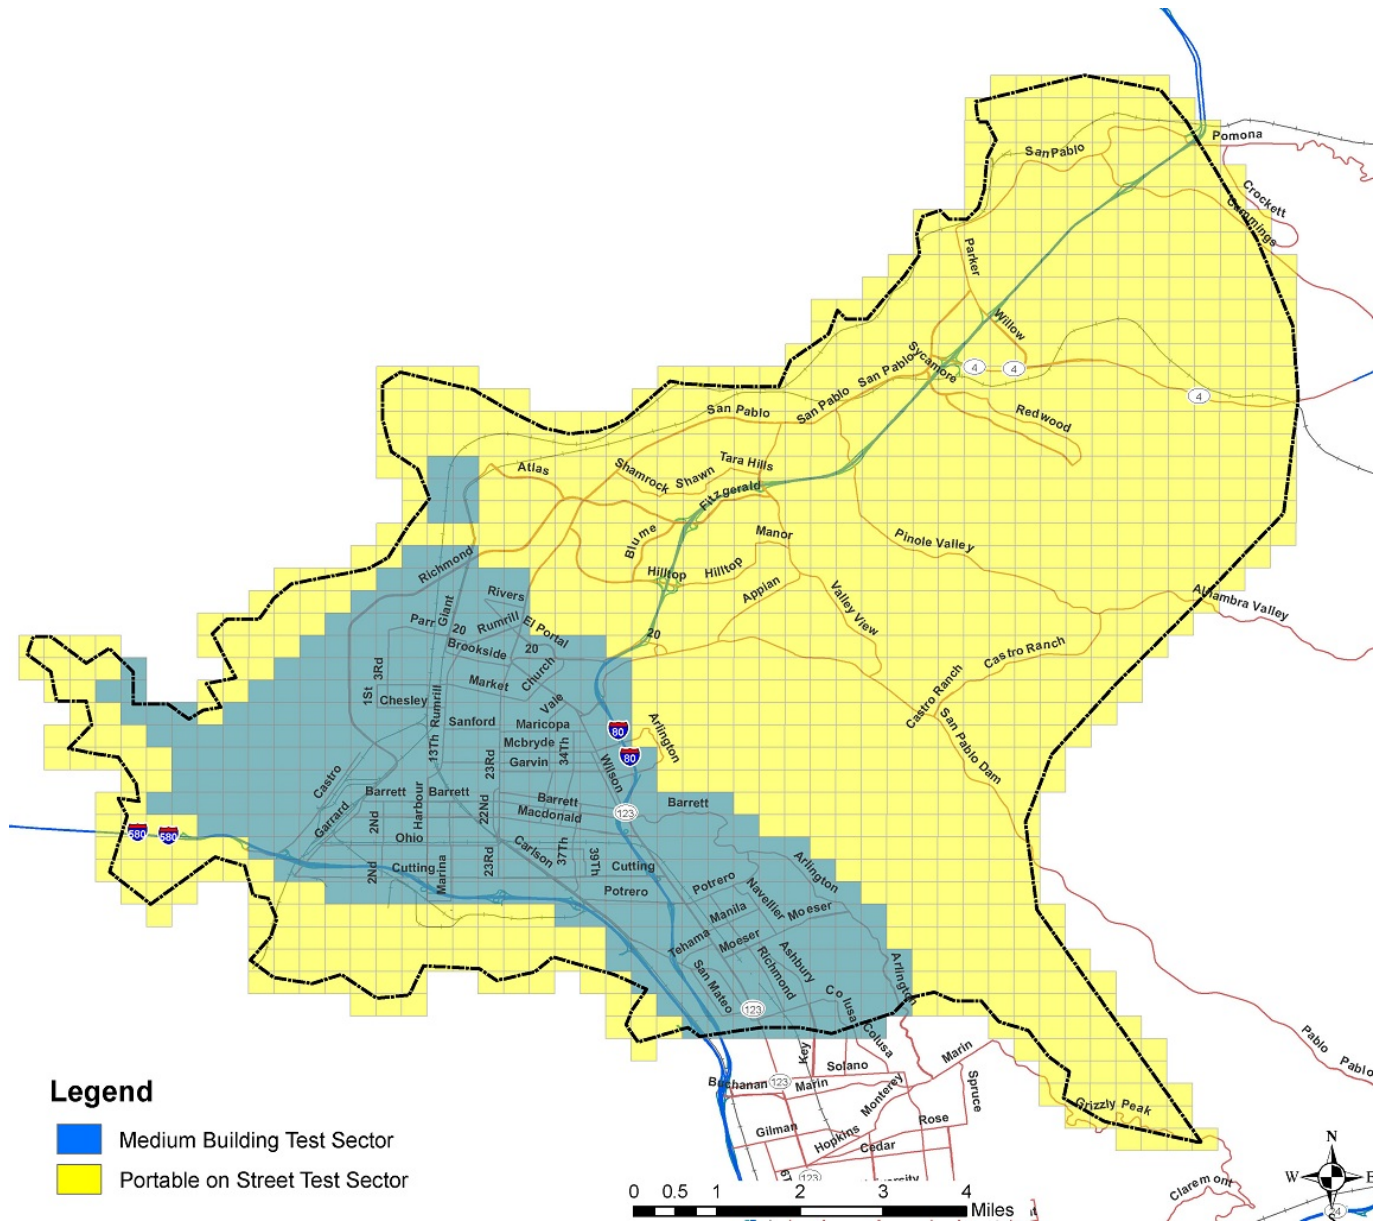 Pomona
San Pablo
Crockett
Cummings
Parker
Willow
Sycamore
4
4
San Pablo
4
San Pablo
San Pablo
Redwood
Tara Hills
Shamrock
Shawn
Atlas
Fitzgerald
Blume
Manor
Pinole Valley
Richmond
Hilltop
Hilltop
Appian
Valley View
Alhambra Valley
Rivers
Giant
Parr
20
Rumrill
El Portal
20
20
Brookside
Church
Castro Ranch
3Rd
1St
Market
Chesley
Rumrill
Vale
Castro Ranch
San Pablo Dam
Sanford
Maricopa
80
Arlington
13Th
Mcbryde
34Th
80
23Rd
Garvin
Wilson
Castro
Barrett
Barrett
Barrett
Barrett
Harbour
22Nd
Macdonald
123
Garrard
2Nd
580
580
Ohio
Carlson
37Th
39Th
Cutting
2Nd
Cutting
Marina
23Rd
Potrero
Potrero
Arlington
Navellier
Manila
Moeser
Tehama
Moeser
Ashbury
Richmond
San Mateo
Arlington
Colusa
123
Colusa
Key
Solano
Marin
Buchanan
123
Marin
Monterey
Spruce
Grizzly Peak
Pablo
Pablo
Gilman
Hopkins
Rose
Cedar
123
Claremont
24
Legend
Medium Building Test Sector
Portable on Street Test Sector
0 0.5 1 2 3 4
Miles
N
W
E
S